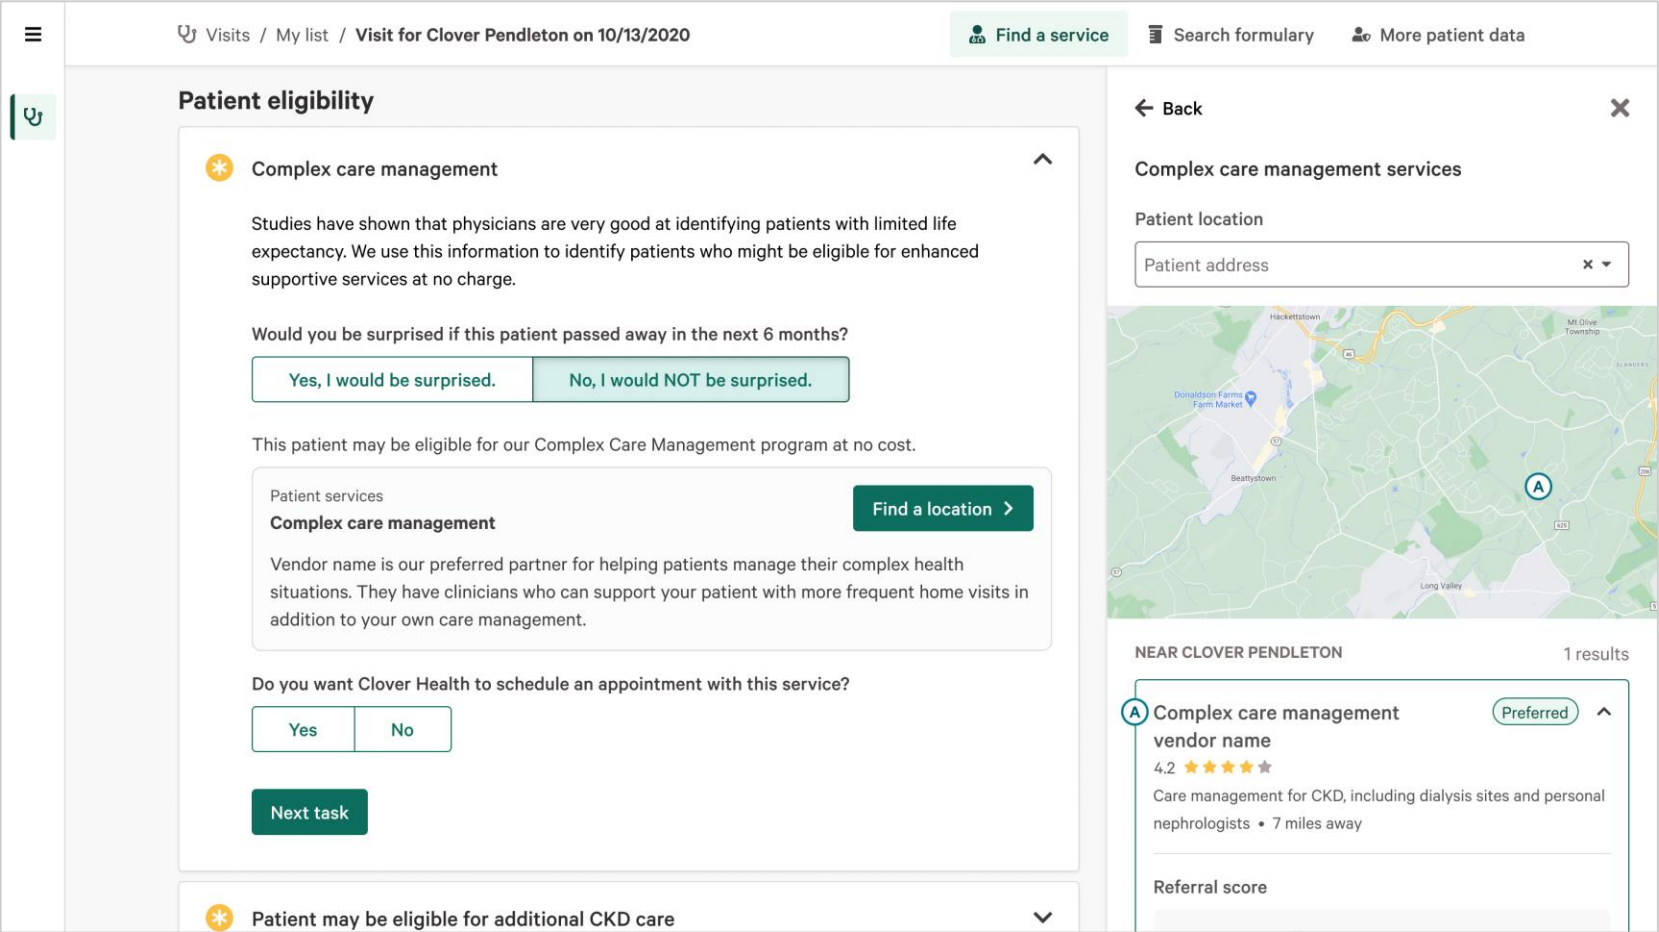 Visits / My list / Visit for Clover Pendleton on 10/13/2020
Find a service
Search formulary
More patient data
Patient eligibility
Complex care management
Studies have shown that physicians are very good at identifying patients with limited life
expectancy. We use this information to identify patients who might be eligible for enhanced
supportive services at no charge.
Would you be surprised if this patient passed away in the next 6 months?
Yes, I would be surprised.
No, I would NOT be surprised.
This patient may be eligible for our Complex Care Management program at no cost.
Patient services
Complex care management
Find a location
Vendor name is our preferred partner for helping patients manage their complex health
situations. They have clinicians who can support your patient with more frequent home visits in
addition to your own care management.
Do you want Clover Health to schedule an appointment with this service?
Yes
No
Next task
Patient may be eligible for additional CKD care
Back
Complex care management services
Patient location
Patient address
Hackettstown
Mt Olive
Township
46
FLANDERS
Donaldson Farms
Farm Market
57
Beattystown
A
206
625
Long Valley
NEAR CLOVER PENDLETON
1 results
A
Complex care management
vendor name
Preferred
4.2
Care management for CKD, including dialysis sites and personal
nephrologists • 7 miles away
Referral score